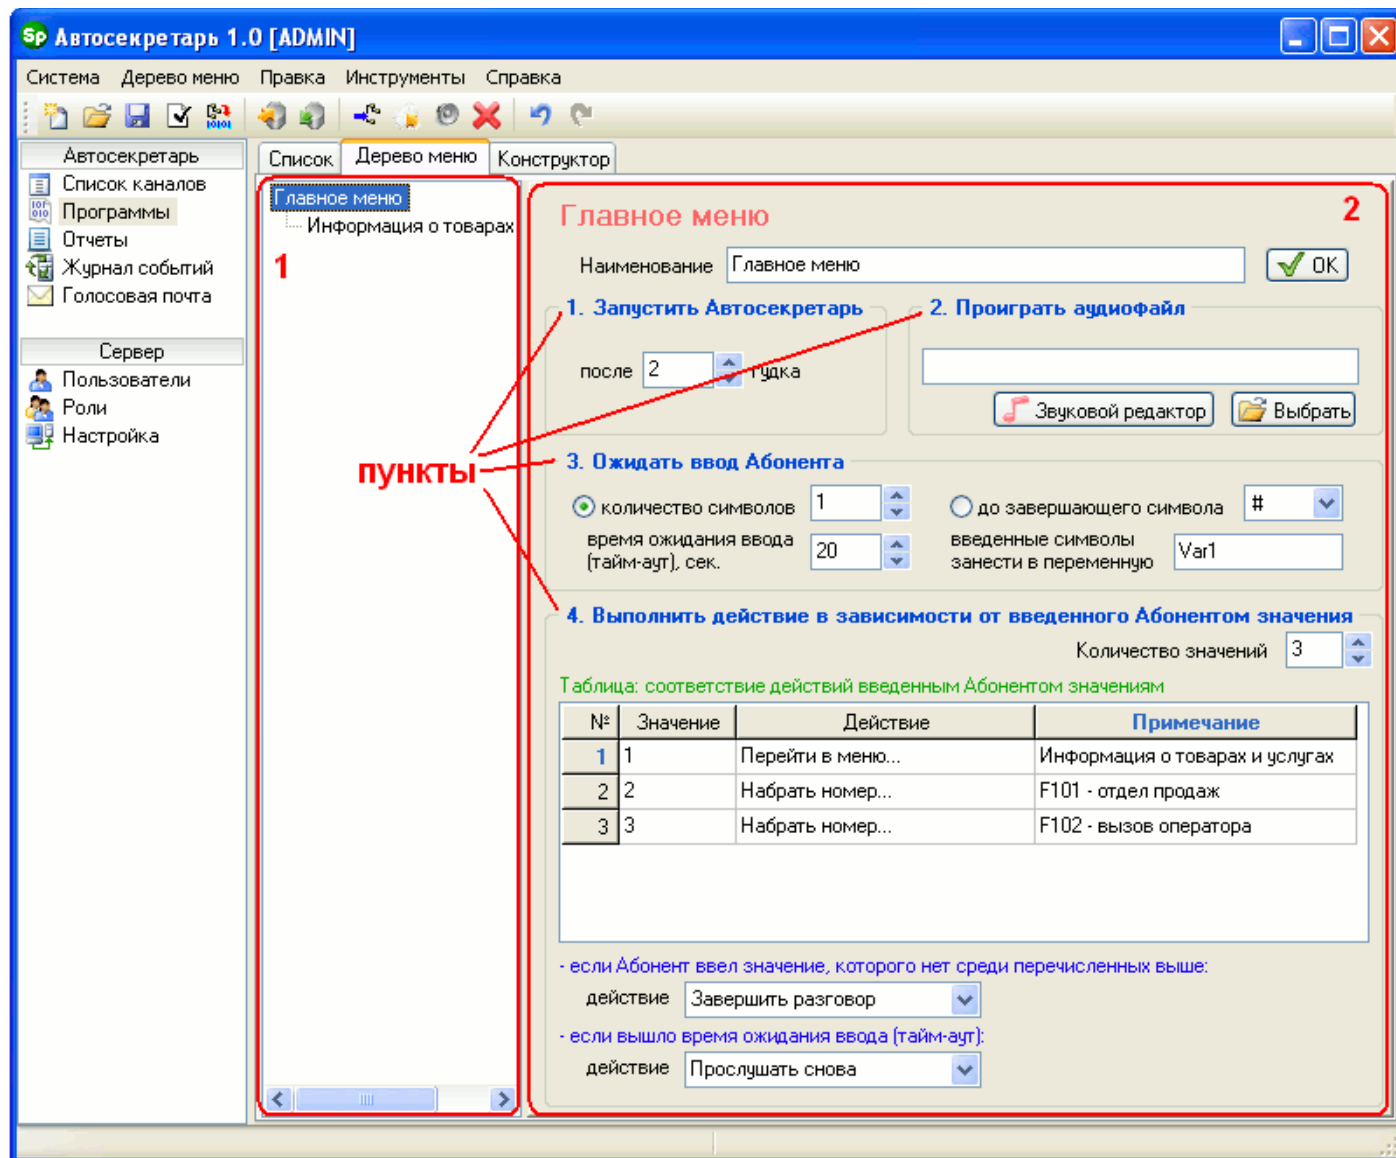 Sp Автосекретарь 1.0 [ADMIN]
Система Дерево меню Правка Инструменты Справка
Автосекретарь
Список каналов
Программы
Отчеты
Журнал событий
Голосовая почта
Сервер
Пользователи
Роли
Настройка
Список Дерево меню Конструктор
Главное меню
Информация о товарах
1
Главное меню 2
Наименование Главное меню OK
1. Запустить Автосекретарь
после 2 гудка
2. Проиграть аудиофайл
Звуковой редактор Выбрать
пункты
3. Ожидать ввод Абонента
количество символов 1 до завершающего символа #
время ожидания ввода
(тайм-аут), сек. 20
введенные символы
занести в переменную Var1
4. Выполнить действие в зависимости от введенного Абонентом значения
Количество значений 3
Таблица: соответствие действий введенным Абонентом значениям
№ Значение Действие Примечание
1 1 Перейти в меню... Информация о товарах и услугах
2 2 Набрать номер... F101 - отдел продаж
3 3 Набрать номер... F102 - вызов оператора
- если Абонент ввел значение, которого нет среди перечисленных выше:
действие Завершить разговор
- если вышло время ожидания ввода (тайм-аут):
действие Прослушать снова